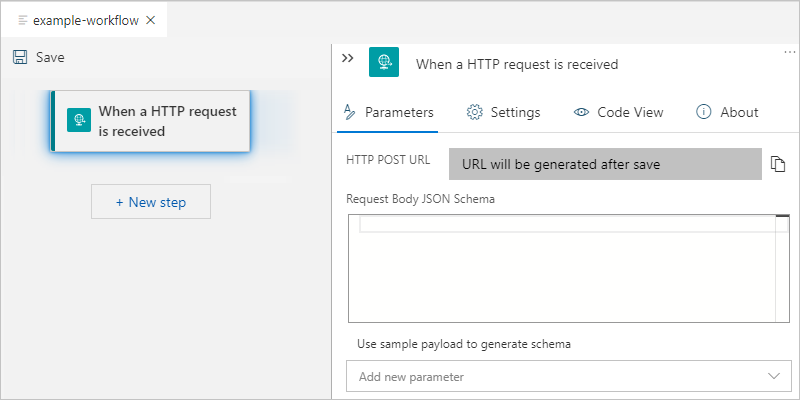 example-workflow
Save
When a HTTP request
is received
+ New step
When a HTTP request is received
Parameters
Settings
Code View
About
HTTP POST URL
URL will be generated after save
Request Body JSON Schema
Use sample payload to generate schema
Add new parameter